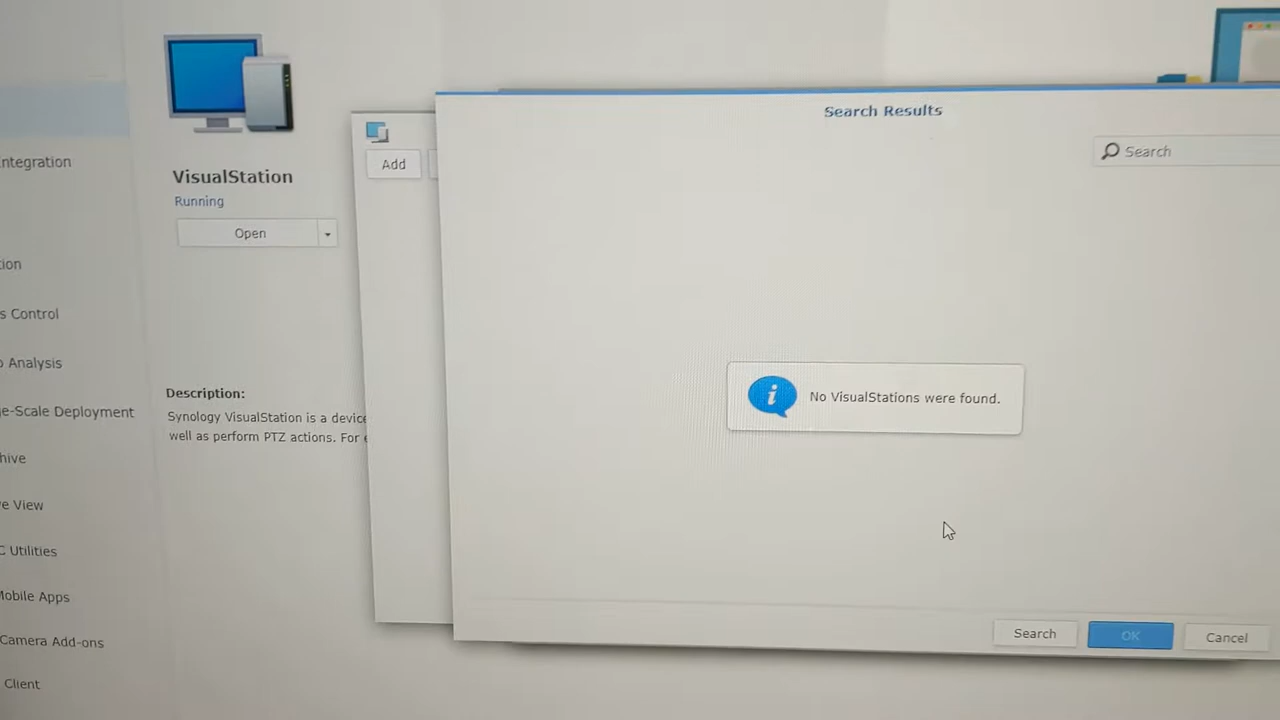 Search Results
Search
ntegration
VisualStation
Running
Add
Open
tion
s Control
o Analysis
Description:
e-Scale Deployment
Synology VisualStation is a device
well as perform PTZ actions. For e
No VisualStations were found.
hive
e View
C Utilities
Mobile Apps
Camera Add-ons
Client
Search
OK
Cancel